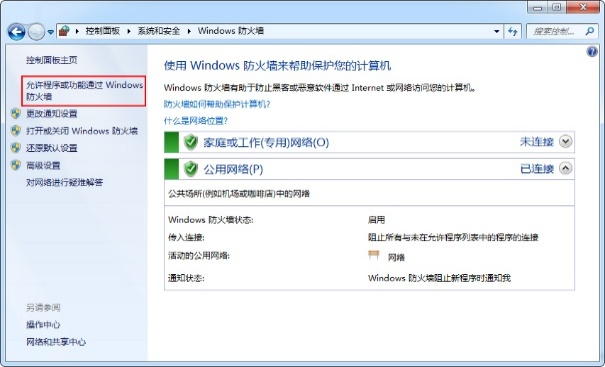 控制面板 ▸ 系统和安全 ▸ Windows 防火墙
搜索控制...
控制面板主页
允许程序或功能通过 Windows
防火墙
更改通知设置
打开或关闭 Windows 防火墙
还原默认设置
高级设置
对网络进行疑难解答
另请参阅
操作中心
网络和共享中心
使用 Windows 防火墙来帮助保护您的计算机
Windows 防火墙有助于防止黑客或恶意软件通过 Internet 或网络访问您的计算机。
防火墙如何帮助保护计算机?
什么是网络位置?
家庭或工作(专用)网络(O) 未连接
公用网络(P) 已连接
公共场所(例如机场或咖啡店)中的网络
Windows 防火墙状态: 启用
传入连接: 阻止所有与未在允许程序列表中的程序的连接
活动的公用网络: 网络
通知状态: Windows 防火墙阻止新程序时通知我